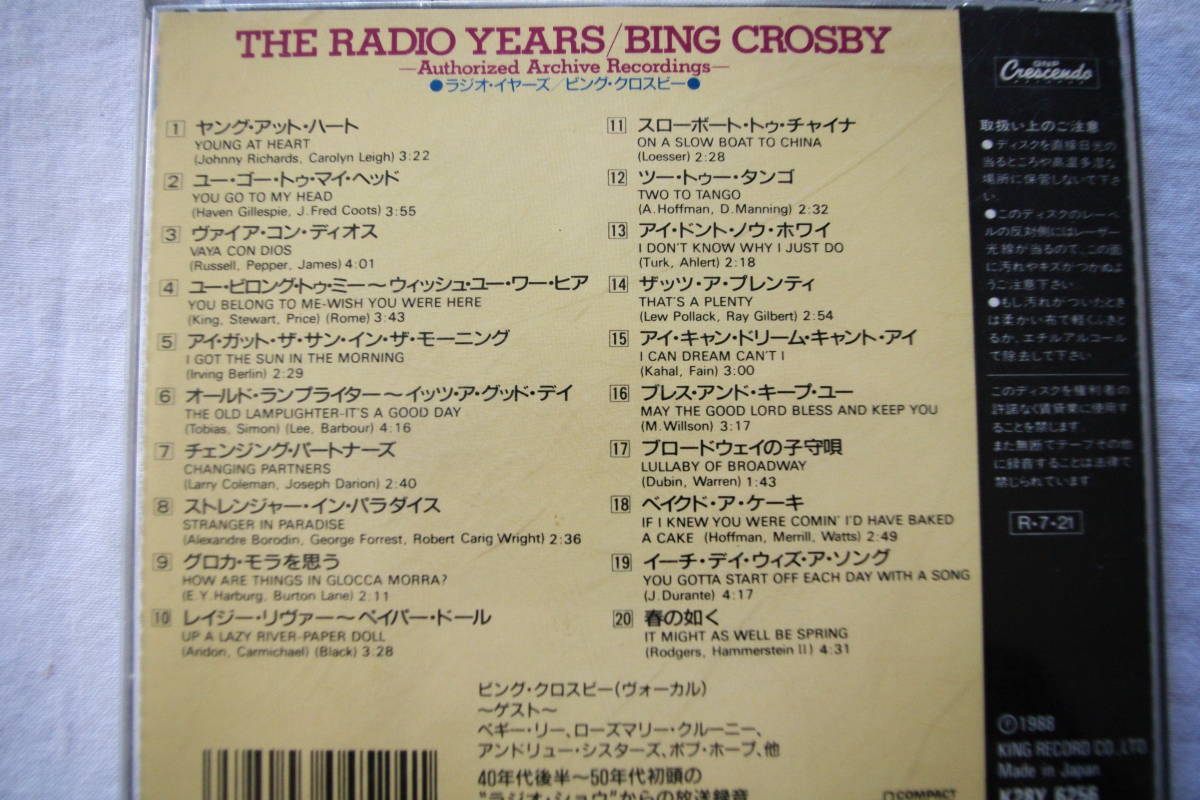 THE RADIO YEARS/BING CROSBY
—Authorized Archive Recordings—
●ラジオ・イヤーズ/ビング・クロスビー●
1 ヤング・アット・ハート
YOUNG AT HEART
(Johnny Richards, Carolyn Leigh) 3:22
2 ユー・ゴー・トゥ・マイ・ヘッド
YOU GO TO MY HEAD
(Haven Gillespie, J. Fred Coots) 3:55
3 ヴァイア・コン・ディオス
VAYA CON DIOS
(Russell, Pepper, James) 4:01
4 ユー・ビロング・トゥ・ミー〜ウィッシュ・ユー・ワー・ヒア
YOU BELONG TO ME-WISH YOU WERE HERE
(King, Stewart, Price) (Rome) 3:43
5 アイ・ガット・ザ・サン・イン・ザ・モーニング
I GOT THE SUN IN THE MORNING
(Irving Berlin) 2:29
6 オールド・ランプライター〜イッツ・ア・グッド・デイ
THE OLD LAMPLIGHTER-IT'S A GOOD DAY
(Tobias, Simon) (Lee, Barbour) 4:16
7 チェンジング・パートナーズ
CHANGING PARTNERS
(Larry Coleman, Joseph Darion) 2:40
8 ストレンジャー・イン・パラダイス
STRANGER IN PARADISE
(Alexandre Borodin, George Forrest, Robert Carig Wright) 2:36
9 グロカ・モラを思う
HOW ARE THINGS IN GLOCCA MORRA?
(E.Y. Harburg, Burton Lane) 2:11
10 レイジー・リヴァー〜ペイパー・ドール
UP A LAZY RIVER-PAPER DOLL
(Aridon, Carmichael) (Black) 3:28
11 スローボート・トゥ・チャイナ
ON A SLOW BOAT TO CHINA
(Loesser) 2:28
12 ツー・トゥー・タンゴ
TWO TO TANGO
(A. Hoffman, D. Manning) 2:32
13 アイ・ドント・ノウ・ホワイ
I DON'T KNOW WHY I JUST DO
(Turk, Ahlert) 2:18
14 ザッツ・ア・プレンティ
THAT'S A PLENTY
(Lew Pollack, Ray Gilbert) 2:54
15 アイ・キャン・ドリーム・キャント・アイ
I CAN DREAM CAN'T I
(Kahal, Fain) 3:00
16 ブレス・アンド・キープ・ユー
MAY THE GOOD LORD BLESS AND KEEP YOU
(M. Willson) 3:17
17 ブロードウェイの子守唄
LULLABY OF BROADWAY
(Dubin, Warren) 1:43
18 ベイクド・ア・ケーキ
IF I KNEW YOU WERE COMIN' I'D HAVE BAKED
A CAKE (Hoffman, Merrill, Watts) 2:49
19 イーチ・デイ・ウィズ・ア・ソング
YOU GOTTA START OFF EACH DAY WITH A SONG
(J. Durante) 4:17
20 春の如く
IT MIGHT AS WELL BE SPRING
(Rodgers, Hammerstein II) 4:31
ビング・クロスビー(ヴォーカル)
〜ゲスト〜
ペギー・リー、ローズマリー・クルーニー、
アンドリュー・シスターズ、ボブ・ホープ、他
40年代後半〜50年代初頭の
"ラジオ・ショウ"からの放送録音
COMPACT
GNP
Crescendo
RECORDS
取扱い上のご注意
●ディスクを直線日光の
当るところや高温多湿な
場所に保管しないで下さ
い.
●このディスクのレーベ
ルの反対側にはレーザー
光線が当るので、この面
に汚れやキズがつかぬよ
うご注意下さい.
●もし汚れがついたとき
は柔かい布で軽くふきと
るか、エチルアルコール
で除去して下さい
このディスクを権利者の
許諾なく賃貸業に使用す
ることを禁じます.
また無断でテープその他
に録音することは法律で
禁じられています
R・7・21
Ⓟ1988
KING RECORD CO., LTD.
Made in Japan
K28Y 6256